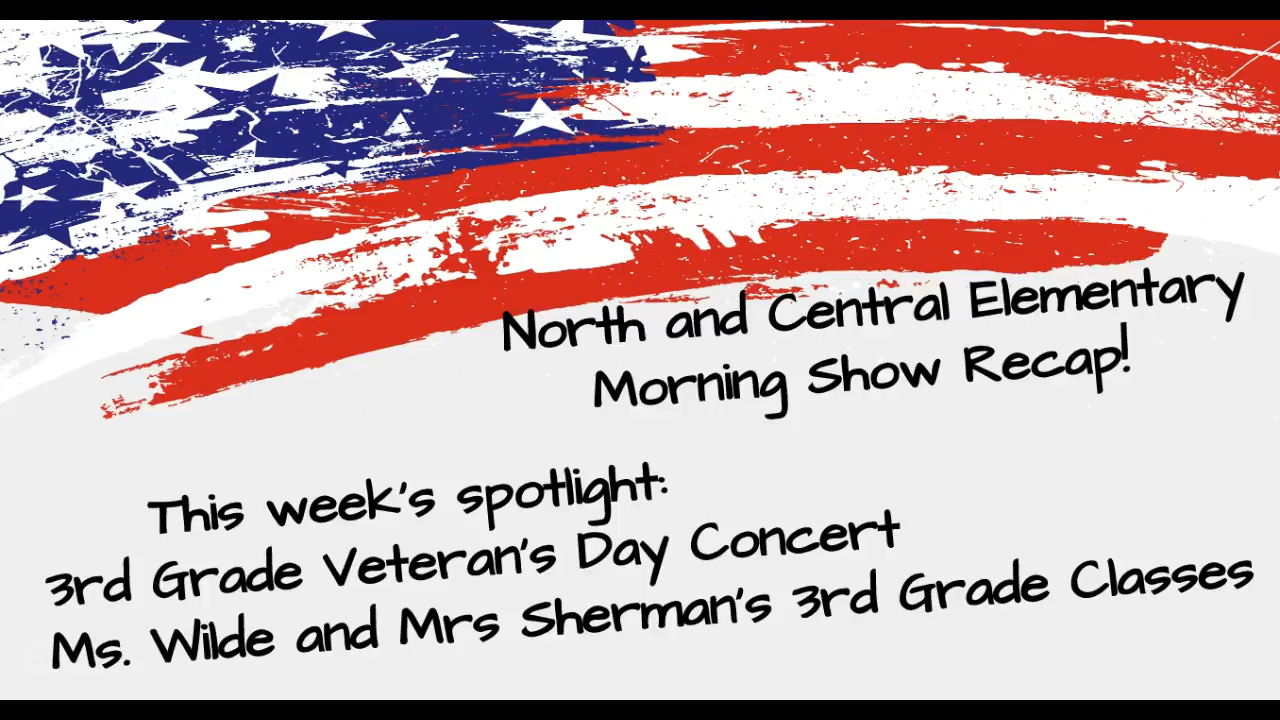 North and Central Elementary
Morning Show Recap!
This week's spotlight:
3rd Grade Veteran's Day Concert
Ms. Wilde and Mrs Sherman's 3rd Grade Classes